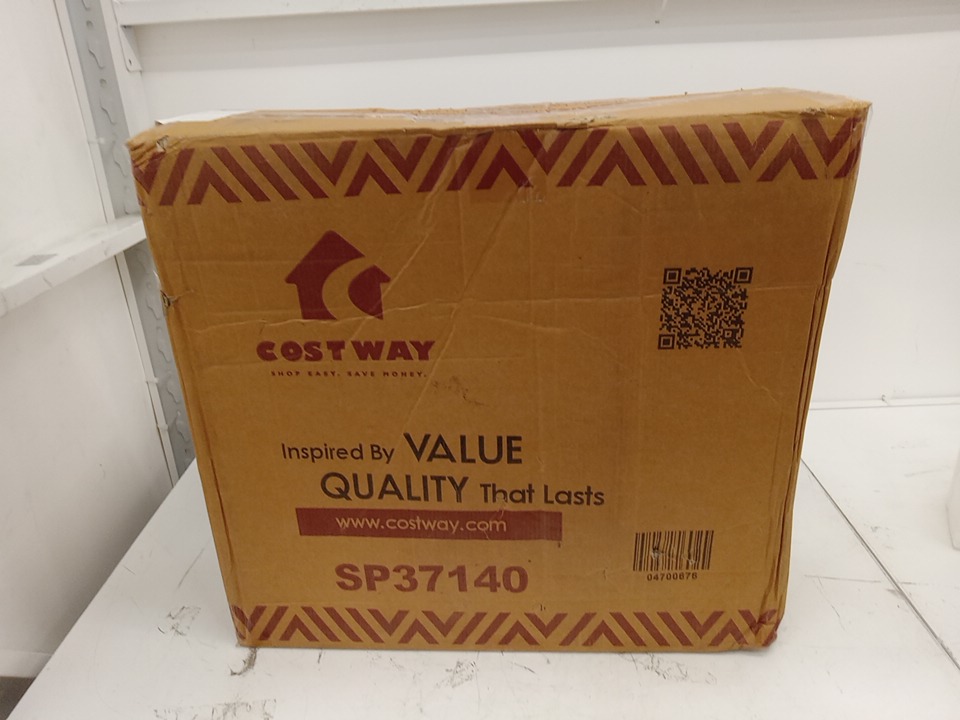 COSTWAY
SHOP EASY. SAVE MONEY.
Inspired By VALUE
QUALITY That Lasts
www.costway.com
SP37140
04700676